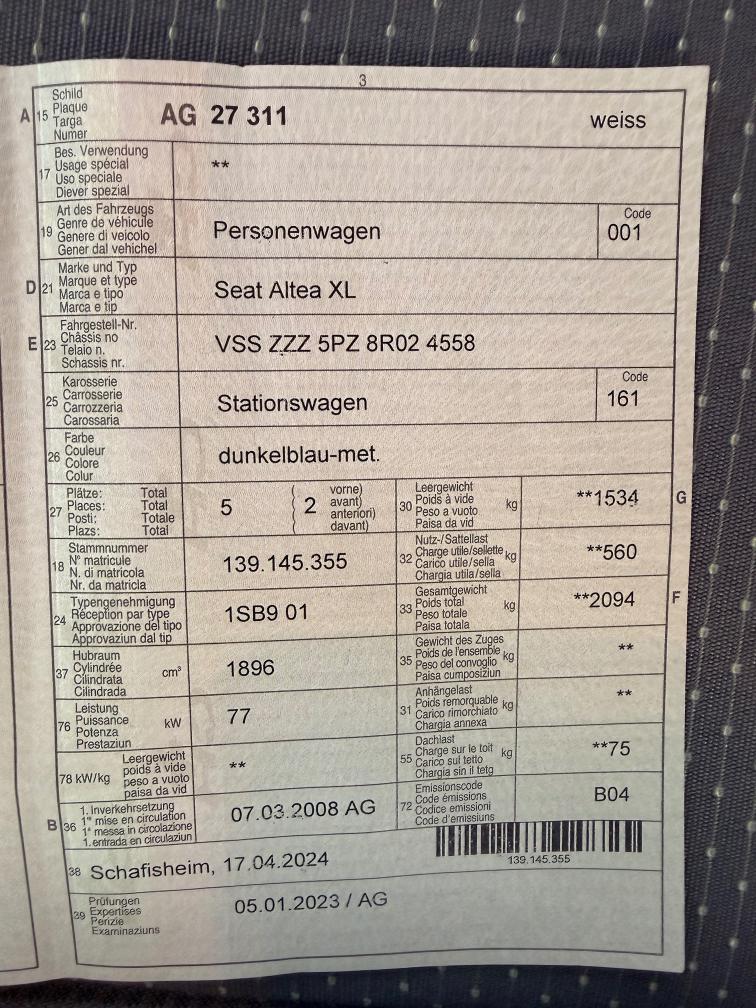 3
A 15 Schild
Plaque
Targa
Numer
AG 27 311 weiss
17 Bes. Verwendung
Usage spécial
Uso speciale
Diever spezial
**
19 Art des Fahrzeugs
Genre de véhicule
Genere di veicolo
Gener dal vehichel
Personenwagen
Code
001
D 21 Marke und Typ
Marque et type
Marca e tipo
Marca e tip
Seat Altea XL
E 23 Fahrgestell-Nr.
Châssis no
Telaio n.
Schassis nr.
VSS ZZZ 5PZ 8R02 4558
25 Karosserie
Carrosserie
Carrozzeria
Carossaria
Stationswagen
Code
161
26 Farbe
Couleur
Colore
Colur
dunkelblau-met.
27 Plätze: Total
Places: Total
Posti: Totale
Plazs: Total
5 2
vorne)
avant)
anteriori)
davant)
30 Leergewicht
Poids à vide
Peso a vuoto
Paisa da vid
kg
**1534 G
18 Stammnummer
N° matricule
N. di matricola
Nr. da matricla
139.145.355
32 Nutz-/Sattellast
Charge utile/sellette
Carico utile/sella
Chargia utila/sella
kg
**560
24 Typengenehmigung
Réception par type
Approvazione del tipo
Approvaziun dal tip
1SB9 01
33 Gesamtgewicht
Poids total
Peso totale
Paisa totala
kg
**2094 F
37 Hubraum
Cylindrée
Cilindrata
Cilindrada
cm³
1896
35 Gewicht des Zuges
Poids de l'ensemble
Peso del convoglio
Paisa cumposiziun
kg
**
76 Leistung
Puissance
Potenza
Prestaziun
kW
77
31 Anhängelast
Poids remorquable
Carico rimorchiato
Chargia annexa
kg
**
78 kW/kg Leergewicht
poids à vide
peso a vuoto
paisa da vid
**
55 Dachlast
Charge sur le toit
Carico sul tetto
Chargia sin il tetg
kg
**75
B 36 1. Inverkehrsetzung
1re mise en circulation
1a messa in circolazione
1. entrada en circulaziun
07.03.2008 AG
72 Emissionscode
Code émissions
Codice emissioni
Code d'emissiuns
B04
139.145.355
38 Schafisheim, 17.04.2024
39 Prüfungen
Expertises
Perizie
Examinaziuns
05.01.2023 / AG